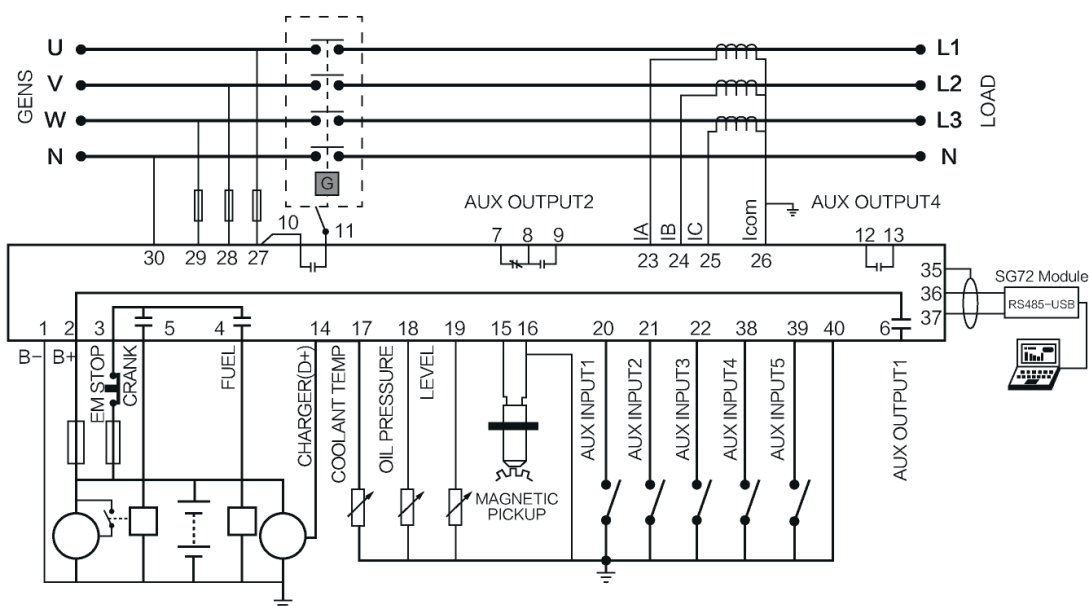 U
V
W
N
GENS
L1
L2
L3
N
LOAD
G
10
11
AUX OUTPUT2
7 8 9
IA
IB
IC
Icom
AUX OUTPUT4
12 13
30 29 28 27
23 24 25 26
35
36
37
SG72 Module
RS485-USB
1 2 3 5 4 14 17 18 19 15 16 20 21 22 38 39 40 6
B-
B+
EM STOP
CRANK
FUEL
CHARGER(D+)
COOLANT TEMP
OIL PRESSURE
LEVEL
MAGNETIC
PICKUP
AUX INPUT1
AUX INPUT2
AUX INPUT3
AUX INPUT4
AUX INPUT5
AUX OUTPUT1